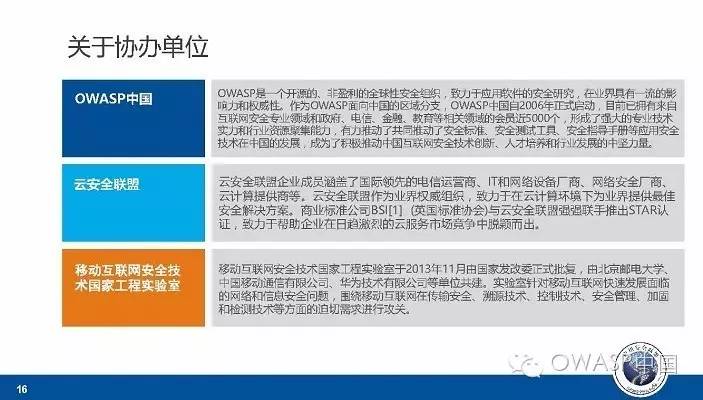 关于协办单位
OWASP中国
OWASP是一个开源的、非盈利的全球性安全组织，致力于应用软件的安全研究，在业界具有一流的影
响力和权威性。作为OWASP面向中国的区域分支，OWASP中国自2006年正式启动，目前已拥有来自
互联网安全专业领域和政府、电信、金融、教育等相关领域的会员近5000个，形成了强大的专业技术
实力和行业资源聚集能力，有力推动了共同推动了安全标准、安全测试工具、安全指导手册等应用安全
技术在中国的发展，成为了积极推动中国互联网安全技术创新、人才培养和行业发展的中坚力量。
云安全联盟
云安全联盟企业成员涵盖了国际领先的电信运营商、IT和网络设备厂商、网络安全厂商、
云计算提供商等。云安全联盟作为业界权威组织，致力于在云计算环境下为业界提供最佳
安全解决方案。商业标准公司BSI[1]（英国标准协会)与云安全联盟强强联手推出STAR认
证，致力于帮助企业在日趋激烈的云服务市场竞争中脱颖而出。
移动互联网安全技
术国家工程实验室
移动互联网安全技术国家工程实验室于2013年11月由国家发改委正式批复，由北京邮电大学、
中国移动通信有限公司、华为技术有限公司等单位共建。实验室针对移动互联网快速发展面临
的网络和信息安全问题，围绕移动互联网在传输安全、溯源技术、控制技术、安全管理、加固
和检测技术等方面的迫切需求进行攻关。
OWASP中国
16